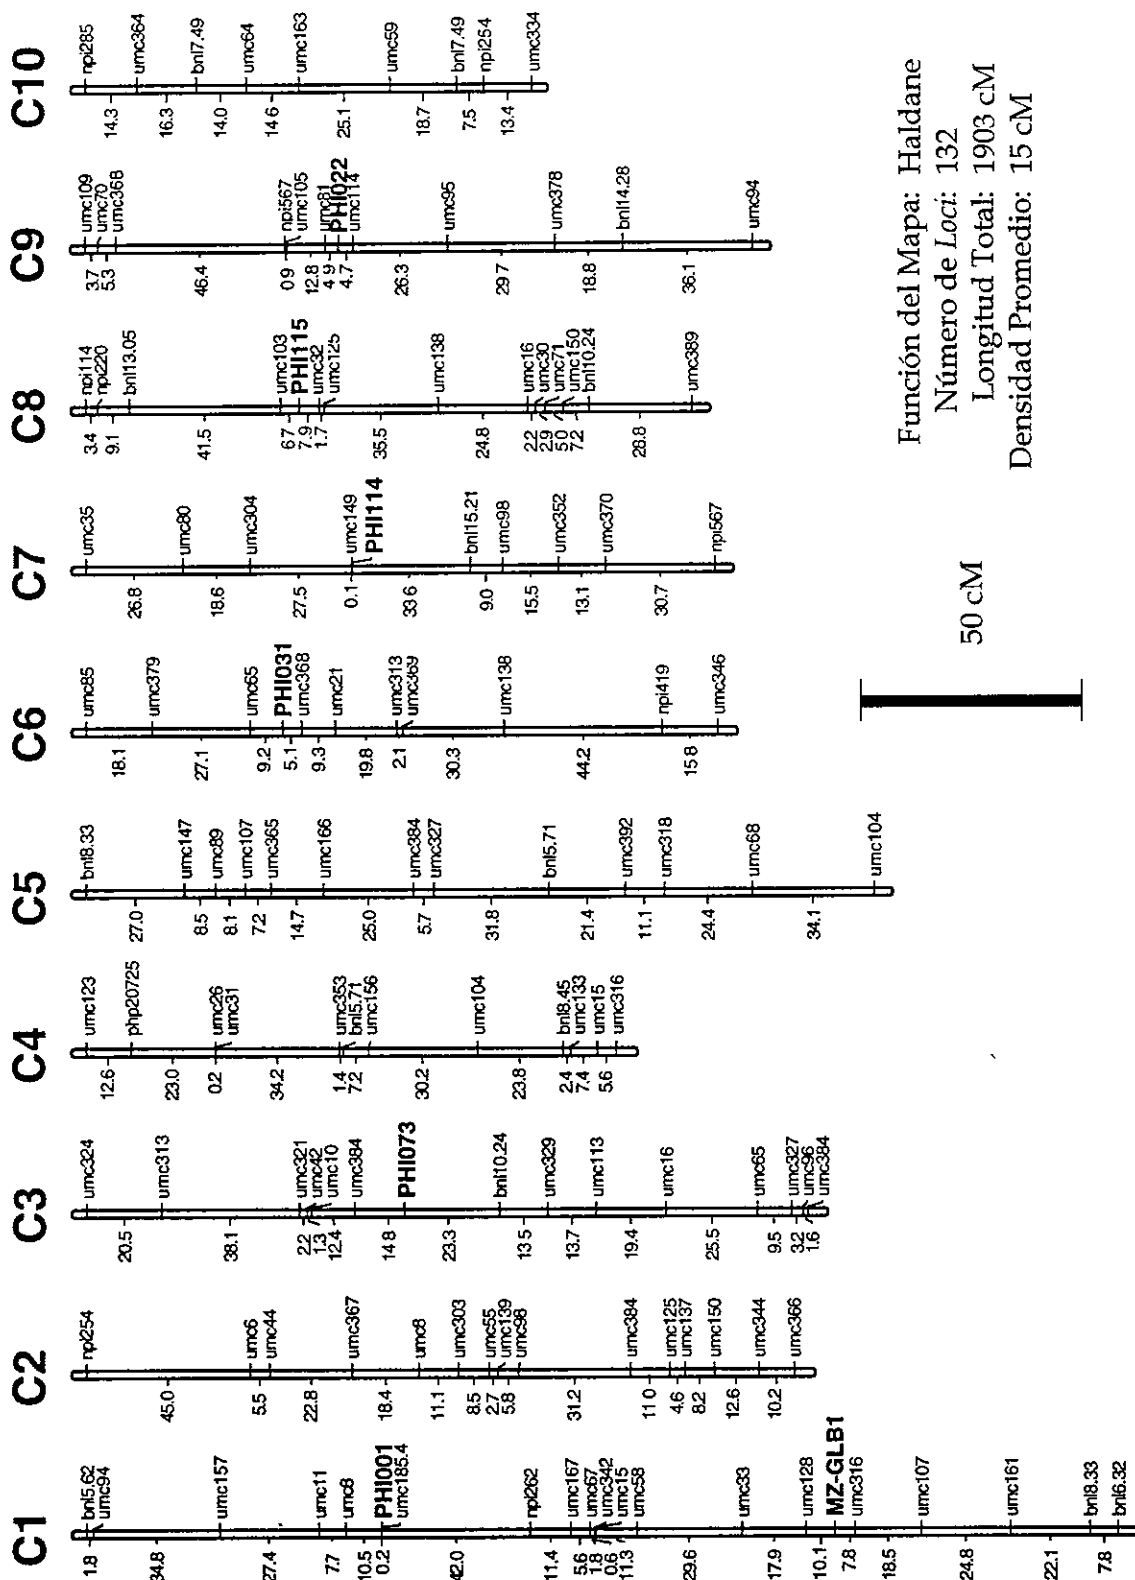 C1
bnl5.62
umc94
umc157
umc11
umc8
PHI001
umc185.4
npi262
umc167
umc67
umc342
umc15
umc58
umc33
umc128
MZ-GLB1
umc316
umc107
umc161
bnl8.33
bnl6.32
1.8
34.8
27.4
7.7
10.5
0.2
42.0
11.4
5.6
1.8
0.6
11.3
29.6
17.9
10.1
7.8
18.5
24.8
22.1
7.8
C2
npi254
umc6
umc44
umc367
umc8
umc303
umc55
umc139
umc98
umc384
umc125
umc137
umc150
umc344
umc366
45.0
5.5
22.8
18.4
11.1
8.5
2.7
5.8
31.2
11.0
4.6
8.2
12.6
10.2
C3
umc324
umc313
umc321
umc42
umc10
umc384
PHI073
bnl10.24
umc329
umc113
umc16
umc65
umc327
umc96
umc384
20.5
38.1
2.2
1.3
12.4
14.8
23.3
13.5
13.7
19.4
25.5
9.5
3.2
1.6
C4
umc123
php20725
umc26
umc31
umc353
bnl5.71
umc156
umc104
bnl8.45
umc133
umc15
umc316
12.6
23.0
0.2
34.2
1.4
7.2
30.2
23.8
2.4
7.4
5.6
C5
bnl8.33
umc147
umc89
umc107
umc365
umc166
umc384
umc327
bnl5.71
umc392
umc318
umc68
umc104
27.0
8.5
8.1
7.2
14.7
25.0
5.7
31.8
21.4
11.1
24.4
34.1
C6
umc85
umc379
umc65
PHI031
umc368
umc21
umc313
umc369
umc138
npi419
umc346
18.1
27.1
9.2
5.1
9.3
19.8
2.1
30.3
44.2
15.8
C7
umc35
umc80
umc304
umc149
PHI114
bnl15.21
umc98
umc352
umc370
npi567
26.8
18.6
27.5
0.1
33.6
9.0
15.5
13.1
30.7
C8
npi114
npi220
bnl13.05
umc103
PHI115
umc32
umc125
umc138
umc16
umc30
umc71
umc150
bnl10.24
umc389
3.4
9.1
41.5
6.7
7.9
1.7
35.5
24.8
2.2
2.9
5.0
7.2
28.8
C9
umc109
umc70
umc368
npi567
umc105
umc81
PHI022
umc114
umc95
umc378
bnl14.28
umc94
3.7
5.3
46.4
0.9
12.8
4.9
4.7
26.3
29.7
18.8
36.1
C10
npi285
umc364
bnl7.49
umc64
umc163
umc59
bnl7.49
npi254
umc334
14.3
16.3
14.0
14.6
25.1
18.7
7.5
13.4
50 cM
Función del Mapa: Haldane
Número de Loci: 132
Longitud Total: 1903 cM
Densidad Promedio: 15 cM